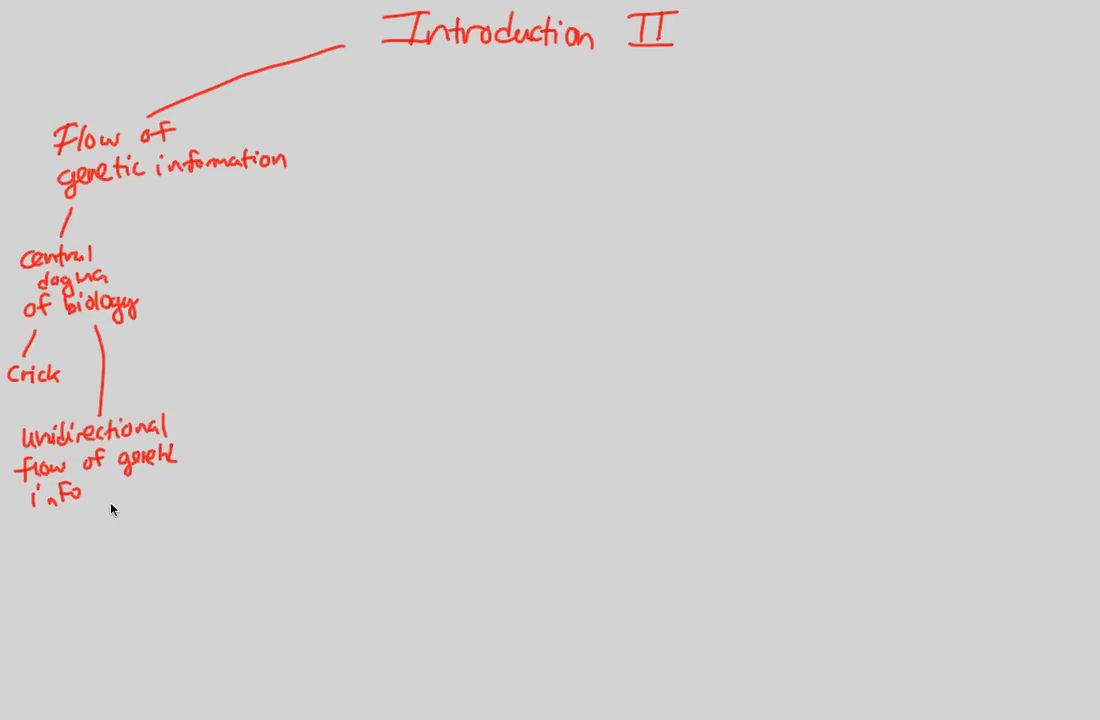 Introduction II
Flow of
genetic information
central
dogma
of biology
Crick
unidirectional
flow of genetic
info